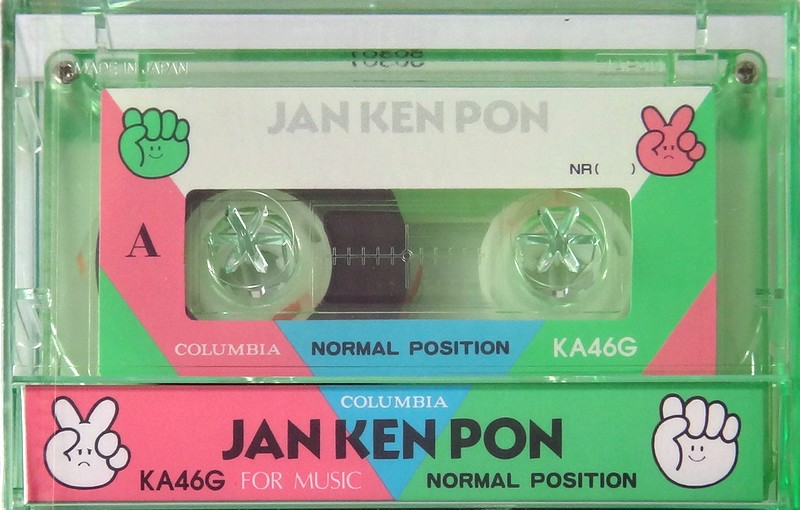 MADE IN JAPAN
JAN KEN PON
NR( )
A
COLUMBIA NORMAL POSITION KA46G
COLUMBIA
JAN KEN PON
KA46G FOR MUSIC NORMAL POSITION